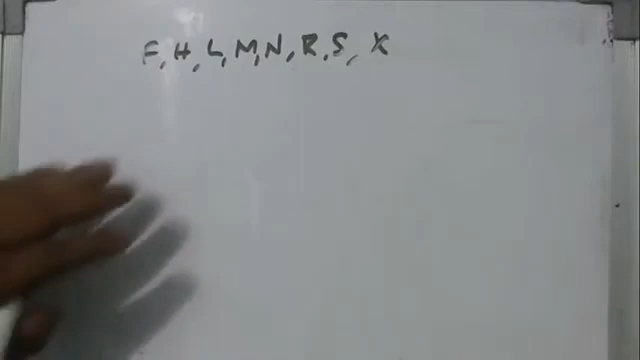 F, H, L, M, N, R, S, X